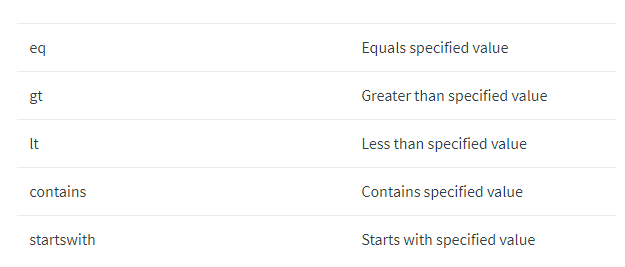 eq Equals specified value
gt Greater than specified value
lt Less than specified value
contains Contains specified value
startswith Starts with specified value